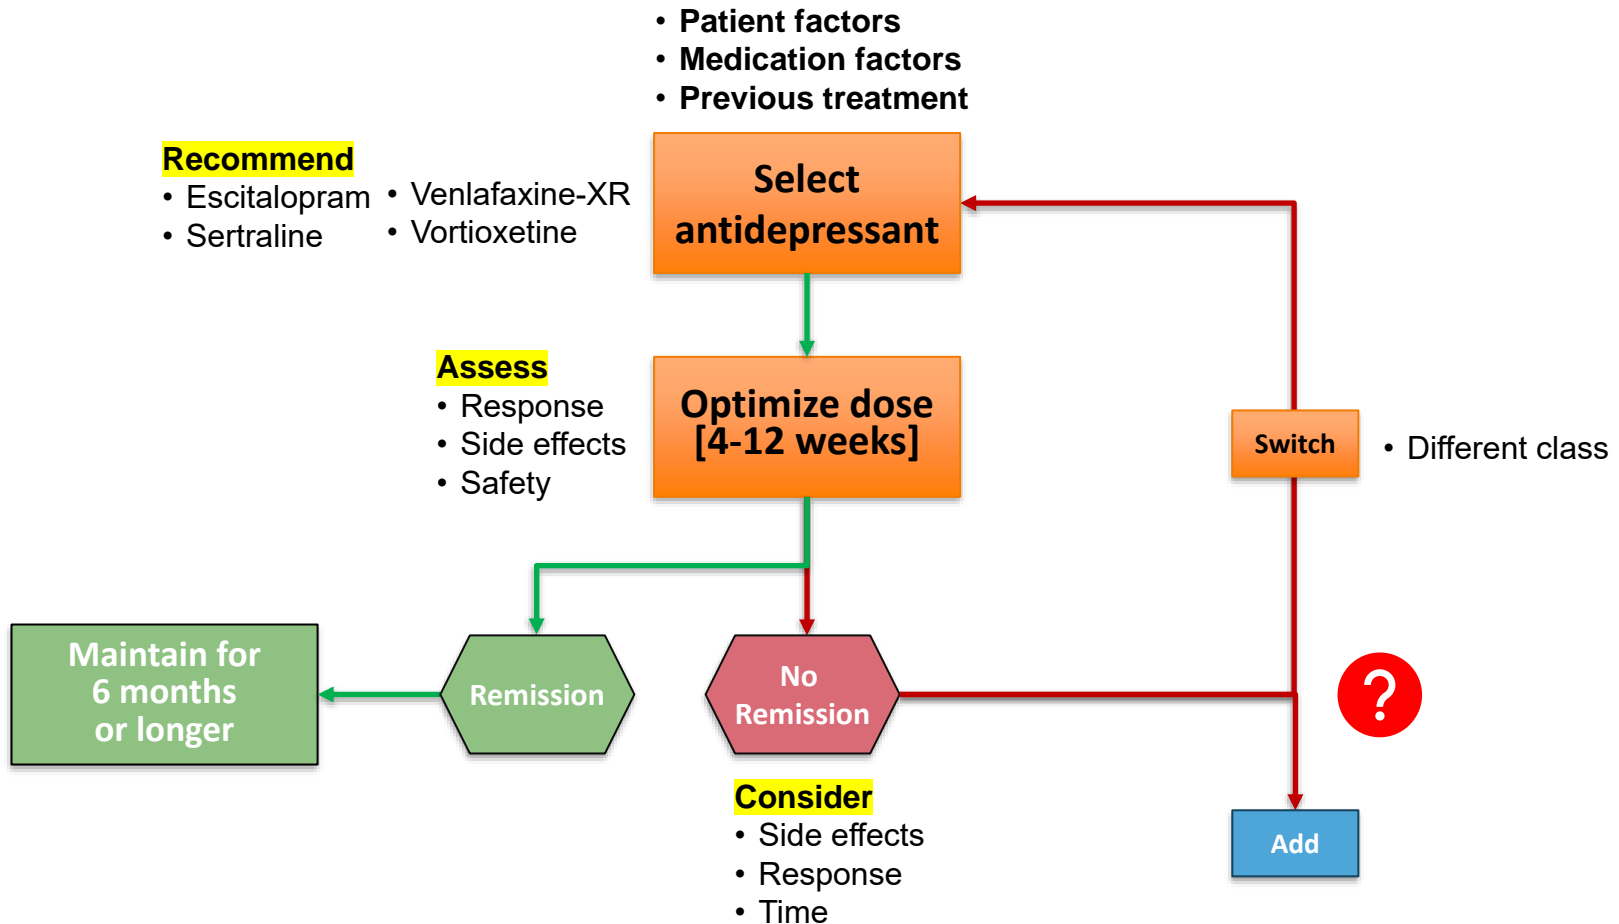 • Patient factors
• Medication factors
• Previous treatment
Recommend
• Escitalopram
• Sertraline
• Venlafaxine-XR
• Vortioxetine
Select
antidepressant
Assess
• Response
• Side effects
• Safety
Optimize dose
[4-12 weeks]
Switch
• Different class
Maintain for
6 months
or longer
Remission
No
Remission
?
Consider
• Side effects
• Response
• Time
Add